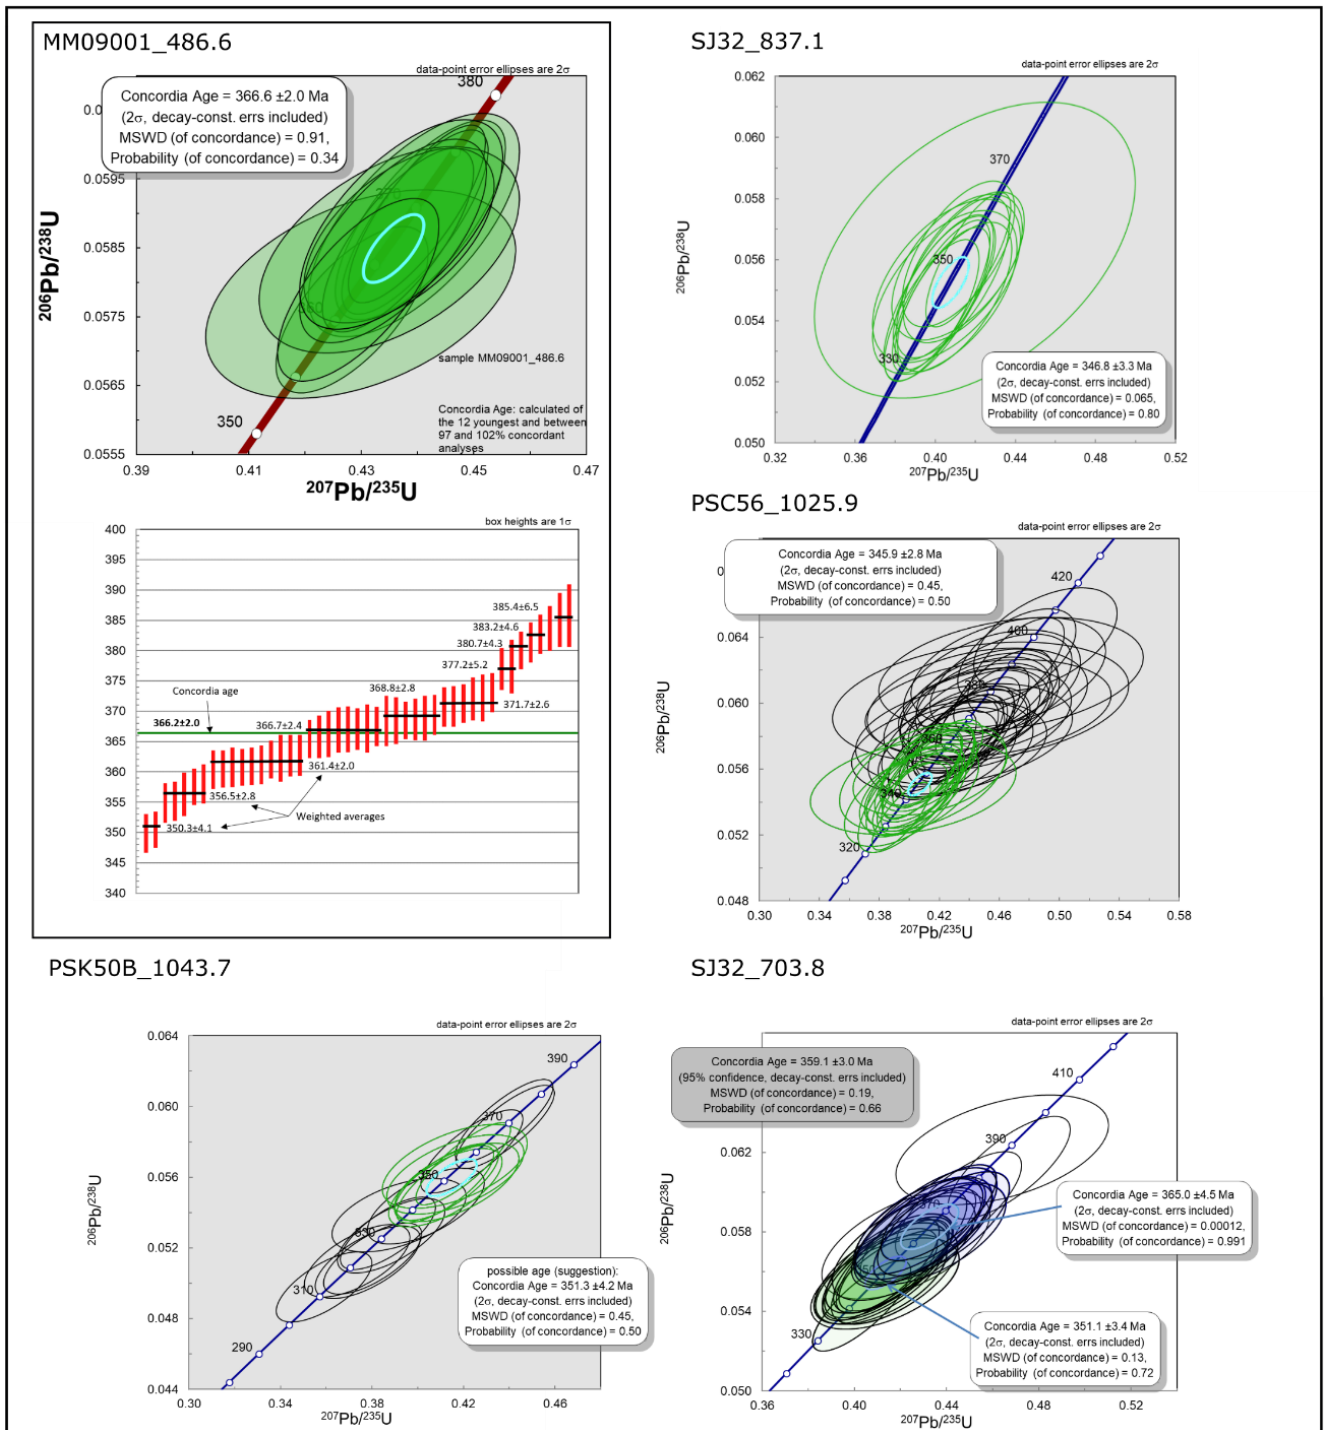 MM09001_486.6
data-point error ellipses are 2σ
380
Concordia Age = 366.6 ±2.0 Ma
(2σ, decay-const. errs included)
MSWD (of concordance) = 0.91,
Probability (of concordance) = 0.34
0.0
0.0595
0.0585
0.0575
0.0565
0.0555
370
360
350
sample MM09001_486.6
Concordia Age: calculated of
the 12 youngest and between
97 and 102% concordant
analyses
0.39
0.41
0.43
0.45
0.47
206Pb/238U
207Pb/235U
box heights are 1σ
400
395
390
385
380
375
370
365
360
355
350
345
340
385.4±6.5
383.2±4.6
380.7±4.3
377.2±5.2
Concordia age
368.8±2.8
371.7±2.6
366.2±2.0
366.7±2.4
361.4±2.0
356.5±2.8
Weighted averages
350.3±4.1
SJ32_837.1
data-point error ellipses are 2σ
0.062
0.060
0.058
0.056
0.054
0.052
0.050
370
350
330
Concordia Age = 346.8 ±3.3 Ma
(2σ, decay-const. errs included)
MSWD (of concordance) = 0.065,
Probability (of concordance) = 0.80
0.32
0.36
0.40
0.44
0.48
0.52
206Pb/238U
207Pb/235U
PSC56_1025.9
data-point error ellipses are 2σ
Concordia Age = 345.9 ±2.8 Ma
(2σ, decay-const. errs included)
MSWD (of concordance) = 0.45,
Probability (of concordance) = 0.50
0
0.064
0.060
0.056
0.052
0.048
420
400
380
360
340
320
0.30
0.34
0.38
0.42
0.46
0.50
0.54
0.58
206Pb/238U
207Pb/235U
PSK50B_1043.7
data-point error ellipses are 2σ
0.064
0.060
0.056
0.052
0.048
0.044
390
370
350
330
310
290
possible age (suggestion):
Concordia Age = 351.3 ±4.2 Ma
(2σ, decay-const. errs included)
MSWD (of concordance) = 0.45,
Probability (of concordance) = 0.50
0.30
0.34
0.38
0.42
0.46
206Pb/238U
207Pb/235U
SJ32_703.8
data-point error ellipses are 2σ
Concordia Age = 359.1 ±3.0 Ma
(95% confidence, decay-const. errs included)
MSWD (of concordance) = 0.19,
Probability (of concordance) = 0.66
0.062
0.058
0.054
0.050
410
390
330
Concordia Age = 365.0 ±4.5 Ma
(2σ, decay-const. errs included)
MSWD (of concordance) = 0.00012,
Probability (of concordance) = 0.991
Concordia Age = 351.1 ±3.4 Ma
(2σ, decay-const. errs included)
MSWD (of concordance) = 0.13,
Probability (of concordance) = 0.72
0.36
0.40
0.44
0.48
0.52
206Pb/238U
207Pb/235U